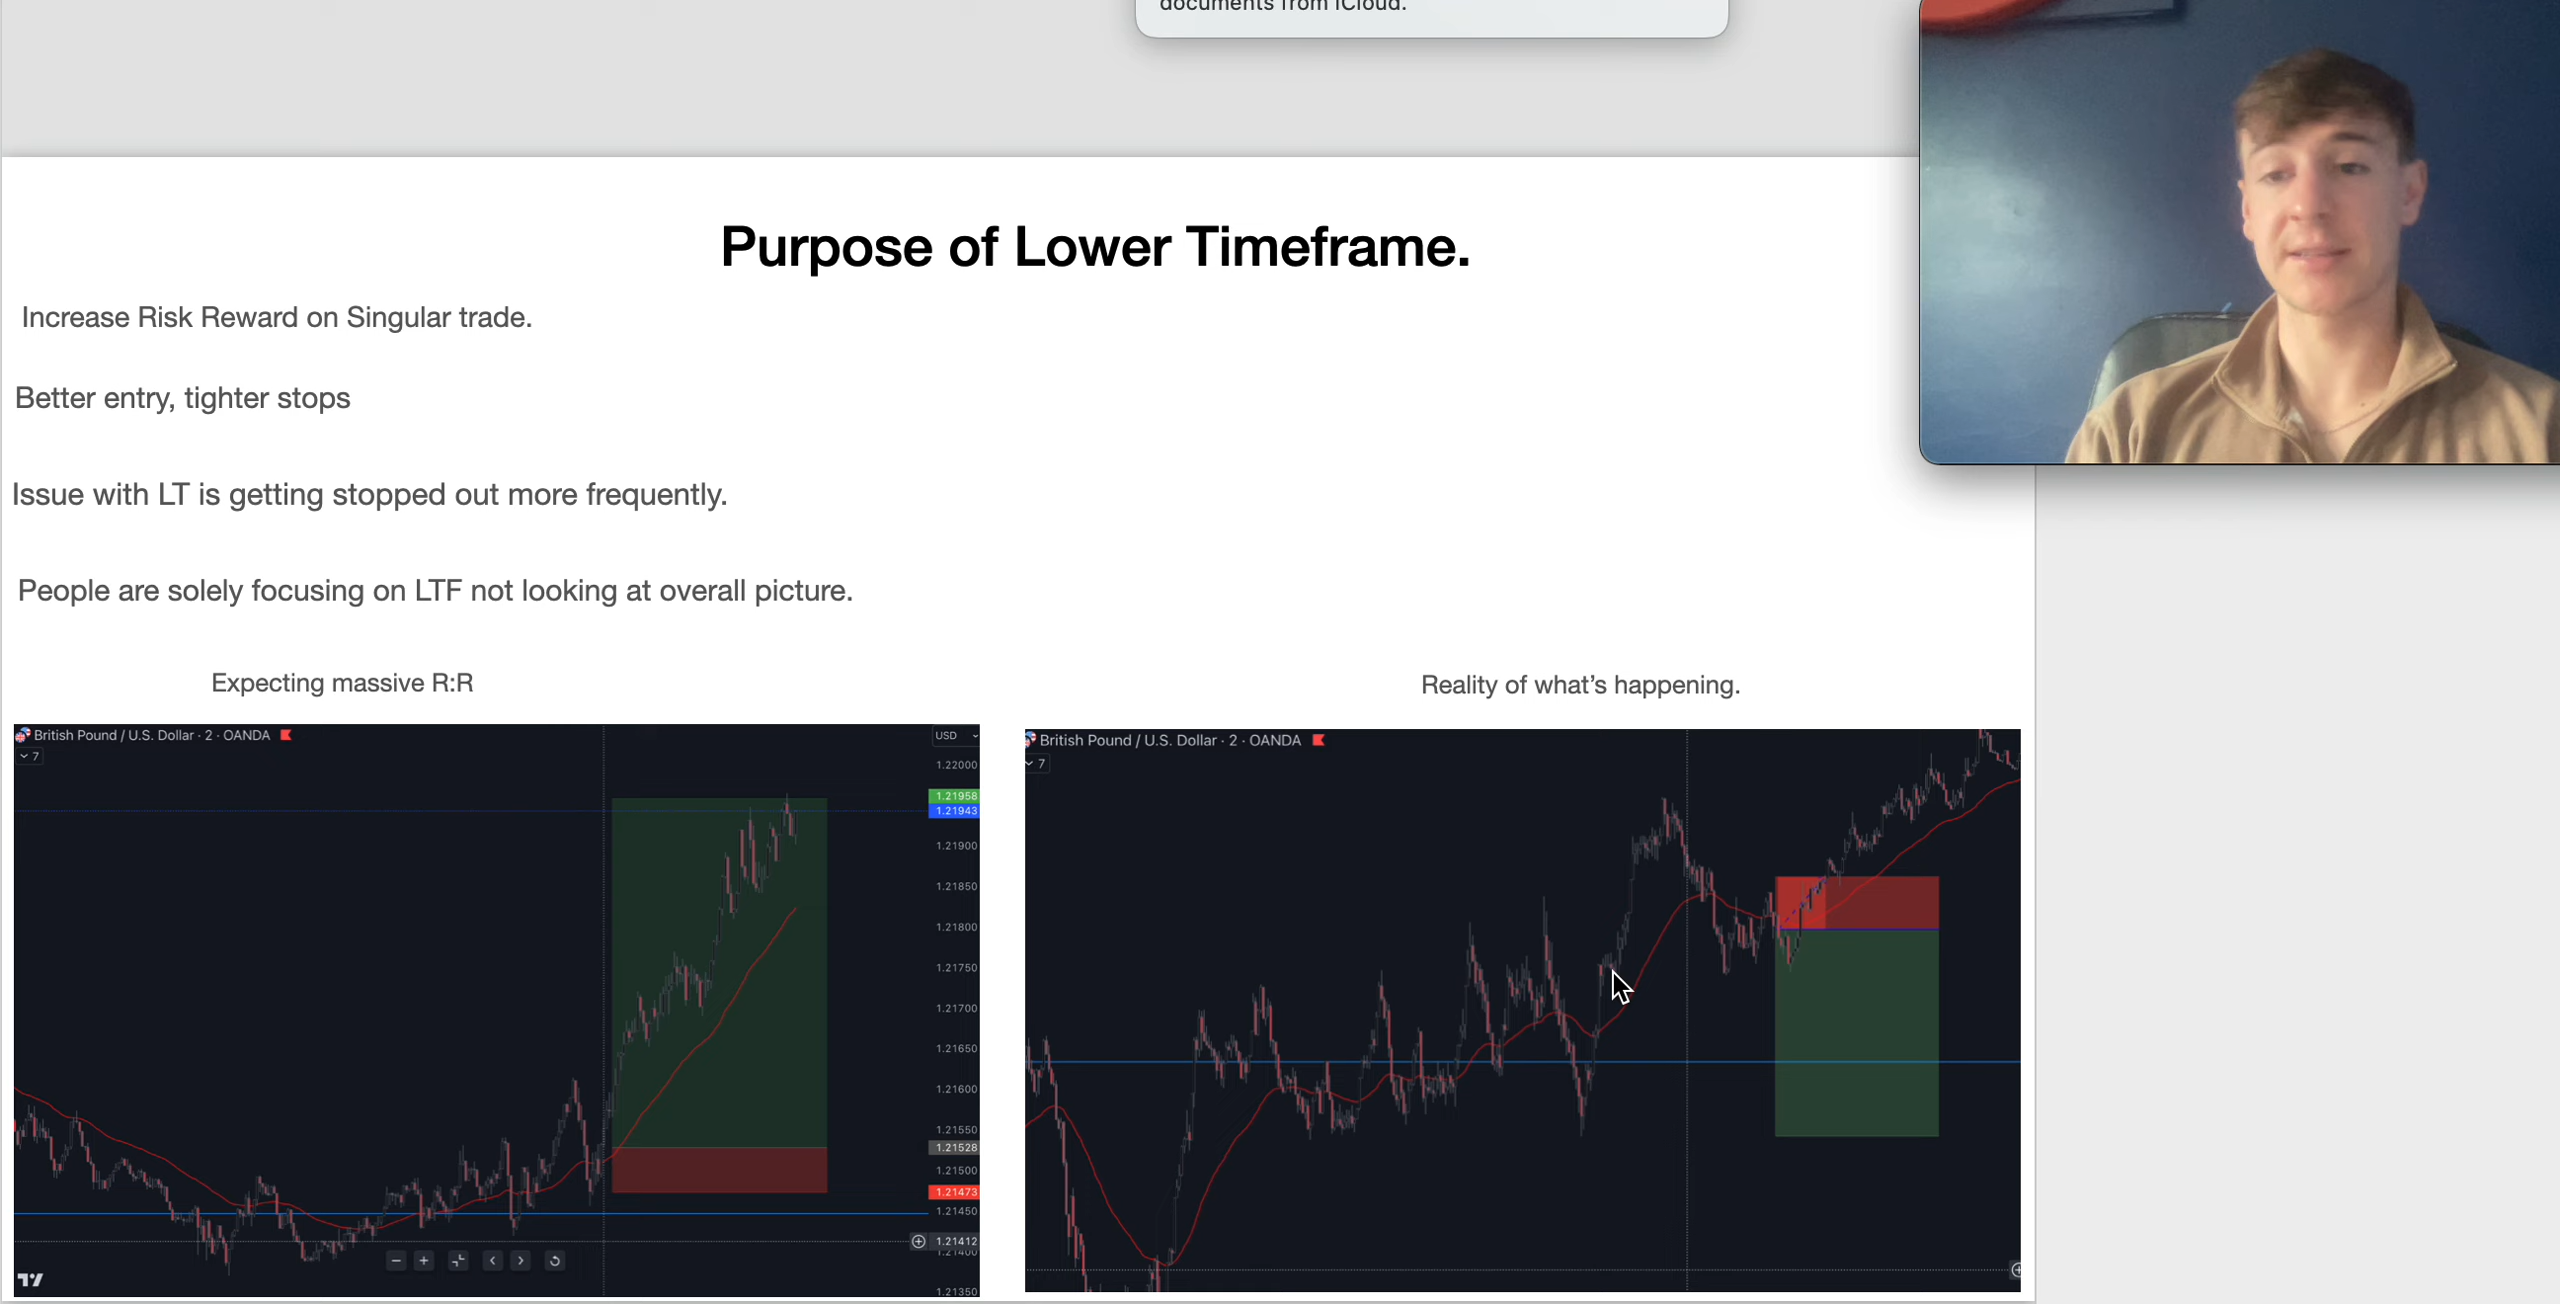 documents from iCloud.
Purpose of Lower Timeframe.
Increase Risk Reward on Singular trade.
Better entry, tighter stops
Issue with LT is getting stopped out more frequently.
People are solely focusing on LTF not looking at overall picture.
Expecting massive R:R
Reality of what's happening.
British Pound / U.S. Dollar · 2 · OANDA
7
USD
1.22000
1.21958
1.21943
1.21900
1.21850
1.21800
1.21750
1.21700
1.21650
1.21600
1.21550
1.21528
1.21500
1.21473
1.21450
1.21412
1.21400
1.21350
British Pound / U.S. Dollar · 2 · OANDA
7